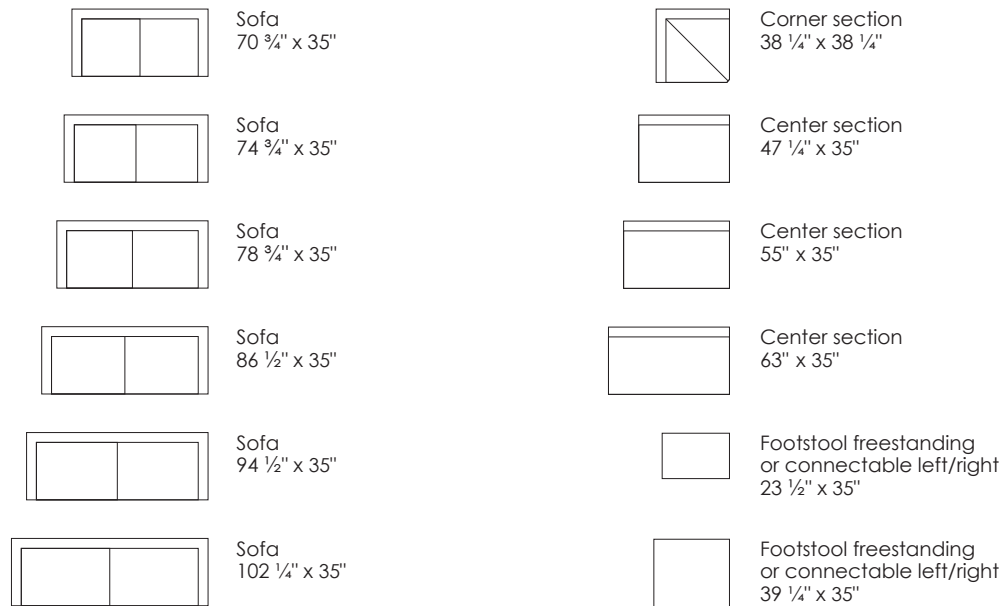 Sofa
70 ¾" x 35"
Sofa
74 ¾" x 35"
Sofa
78 ¾" x 35"
Sofa
86 ½" x 35"
Sofa
94 ½" x 35"
Sofa
102 ¼" x 35"
Corner section
38 ¼" x 38 ¼"
Center section
47 ¼" x 35"
Center section
55" x 35"
Center section
63" x 35"
Footstool freestanding
or connectable left/right
23 ½" x 35"
Footstool freestanding
or connectable left/right
39 ¼" x 35"